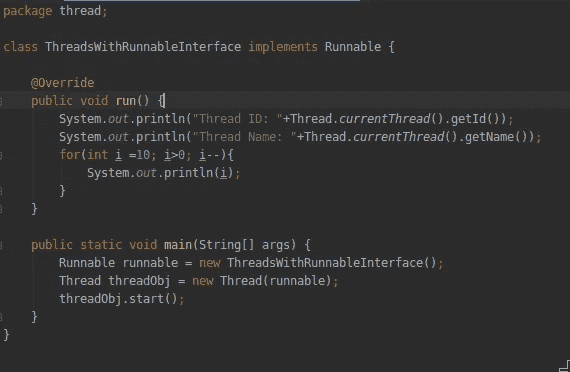 package thread;
class ThreadsWithRunnableInterface implements Runnable {
@Override
public void run() {
System.out.println("Thread ID: "+Thread.currentThread().getId());
System.out.println("Thread Name: "+Thread.currentThread().getName());
for(int i =10; i>0; i--){
System.out.println(i);
}
}
public static void main(String[] args) {
Runnable runnable = new ThreadsWithRunnableInterface();
Thread threadObj = new Thread(runnable);
threadObj.start();
}
}